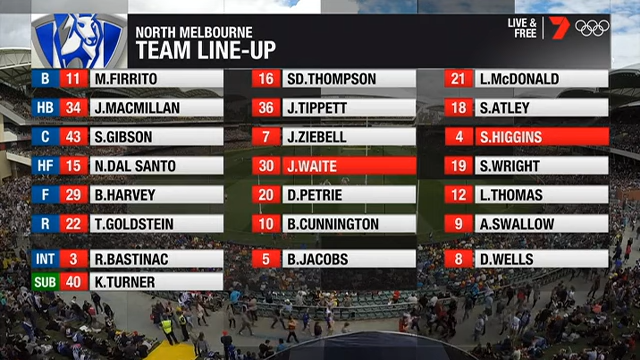 NORTH MELBOURNE
TEAM LINE-UP
LIVE & FREE 7
B 11 M.FIRRITO 16 SD.THOMPSON 21 L.McDONALD
HB 34 J.MACMILLAN 36 J.TIPPETT 18 S.ATLEY
C 43 S.GIBSON 7 J.ZIEBELL 4 S.HIGGINS
HF 15 N.DAL SANTO 30 J.WAITE 19 S.WRIGHT
F 29 B.HARVEY 20 D.PETRIE 12 L.THOMAS
R 22 T.GOLDSTEIN 10 B.CUNNINGTON 9 A.SWALLOW
INT 3 R.BASTINAC 5 B.JACOBS 8 D.WELLS
SUB 40 K.TURNER